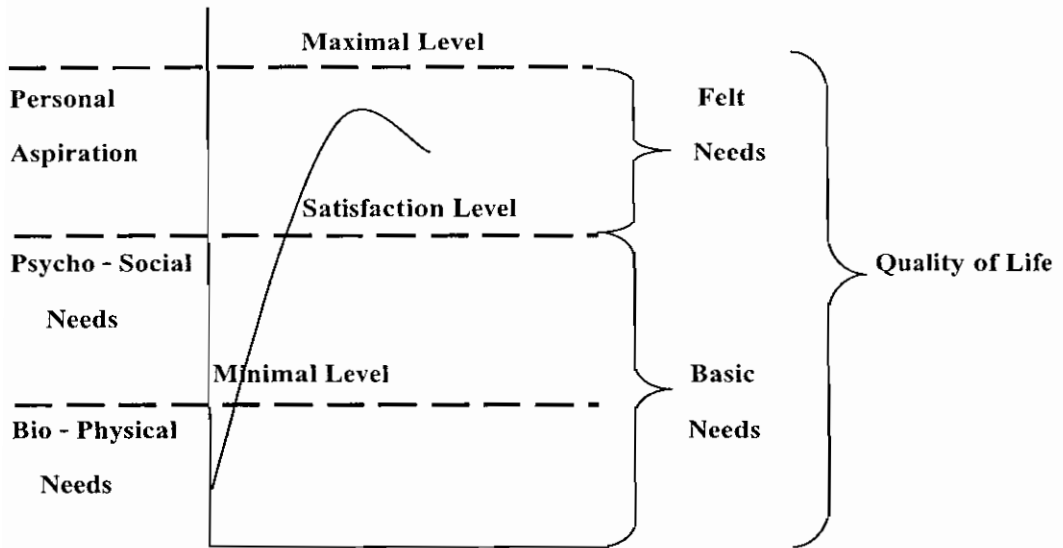 Maximal Level
Personal
Aspiration
Felt
Needs
Satisfaction Level
Psycho - Social
Needs
Quality of Life
Minimal Level
Basic
Needs
Bio - Physical
Needs